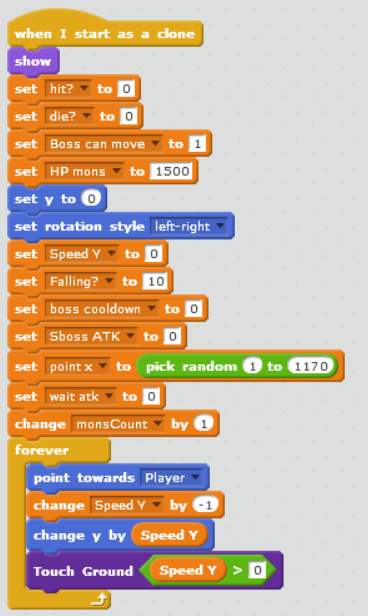 when I start as a clone
show
set hit? to 0
set die? to 0
set Boss can move to 1
set HP mons to 1500
set y to 0
set rotation style left-right
set Speed Y to 0
set Falling? to 10
set boss cooldown to 0
set Sboss ATK to 0
set point x to pick random 1 to 1170
set wait atk to 0
change monsCount by 1
forever
point towards Player
change Speed Y by -1
change y by Speed Y
Touch Ground Speed Y > 0